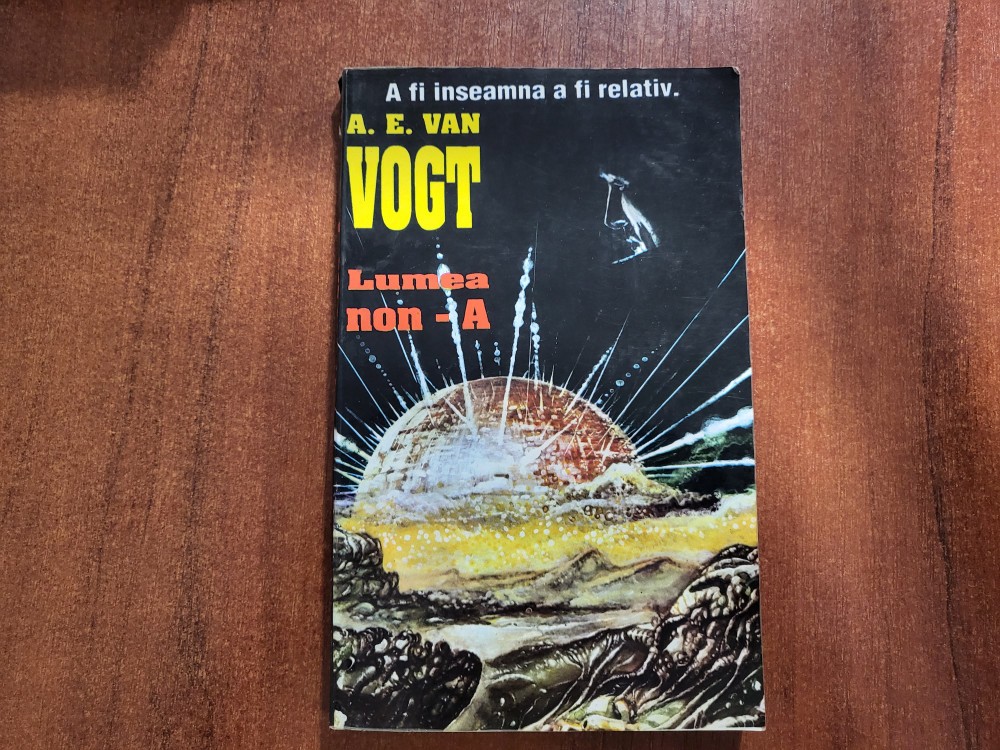 A fi inseamna a fi relativ.
A. E. VAN
VOGT
Lumea
non - A